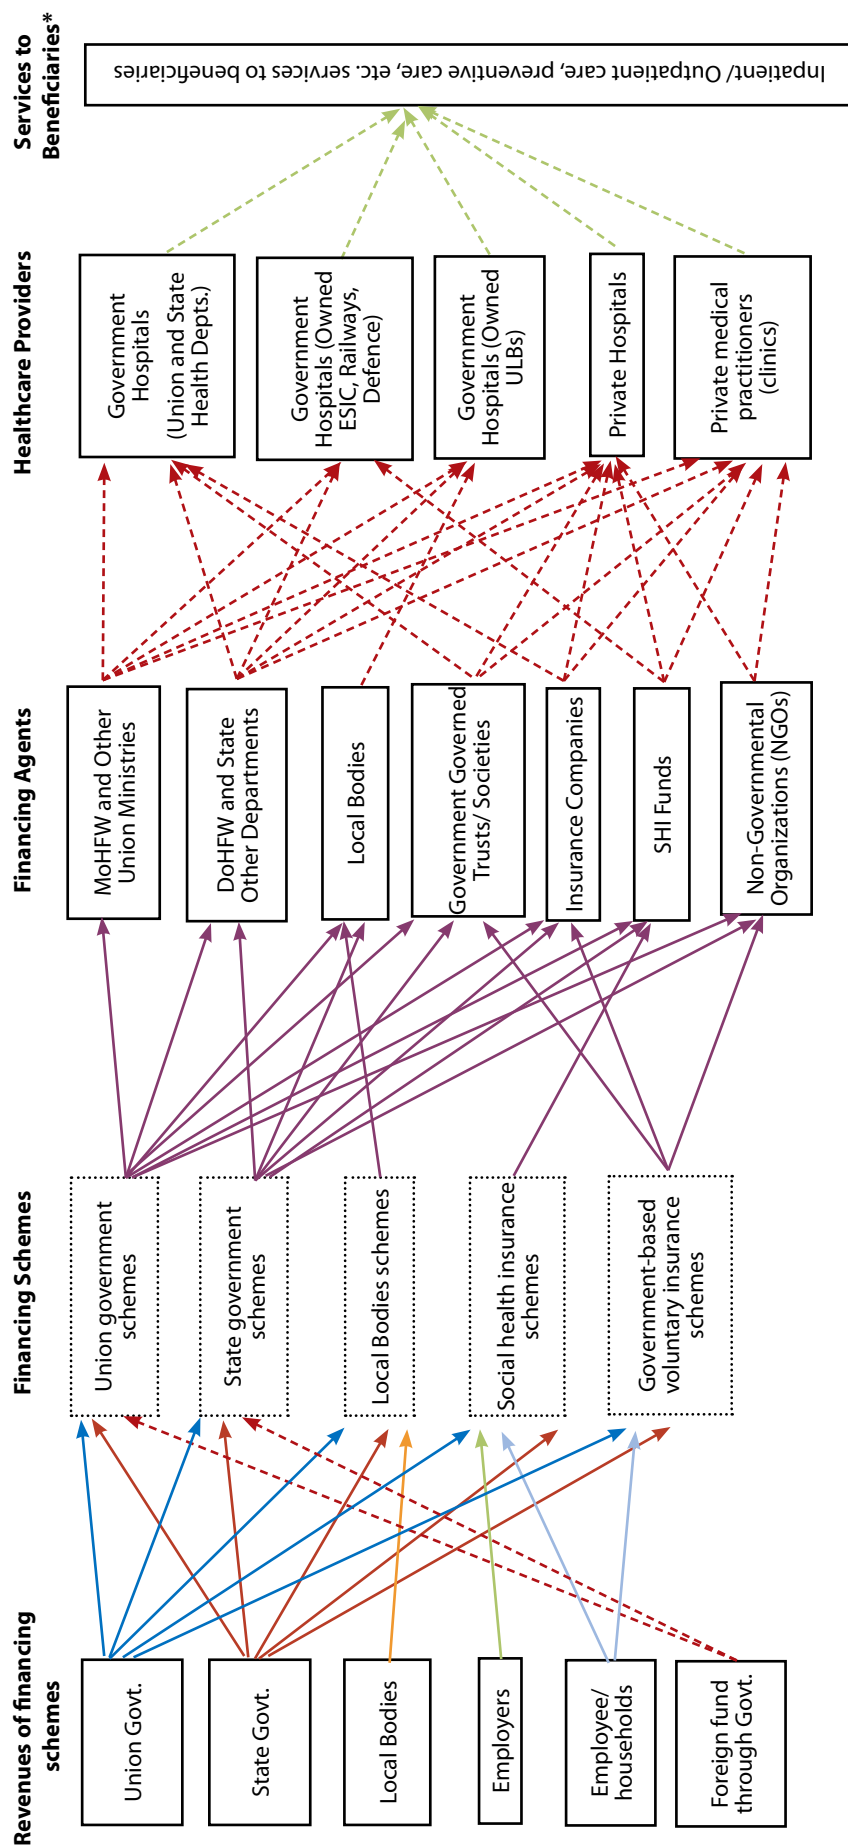 Revenues of financing
schemes
Union Govt.
State Govt.
Local Bodies
Employers
Employee/
households
Foreign fund
through Govt.
Financing Schemes
Union government
schemes
State government
schemes
Local Bodies schemes
Social health insurance
schemes
Government-based
voluntary insurance
schemes
Financing Agents
MoHFW and Other
Union Ministries
DoHFW and State
Other Departments
Local Bodies
Government Governed
Trusts/ Societies
Insurance Companies
SHI Funds
Non-Governmental
Organizations (NGOs)
Healthcare Providers
Government
Hospitals
(Union and State
Health Depts.)
Government
Hospitals (Owned
ESIC, Railways,
Defence)
Government
Hospitals (Owned
ULBs)
Private Hospitals
Private medical
practitioners
(clinics)
Services to
Beneficiaries*
Inpatient/ Outpatient care, preventive care, etc. services to beneficiaries